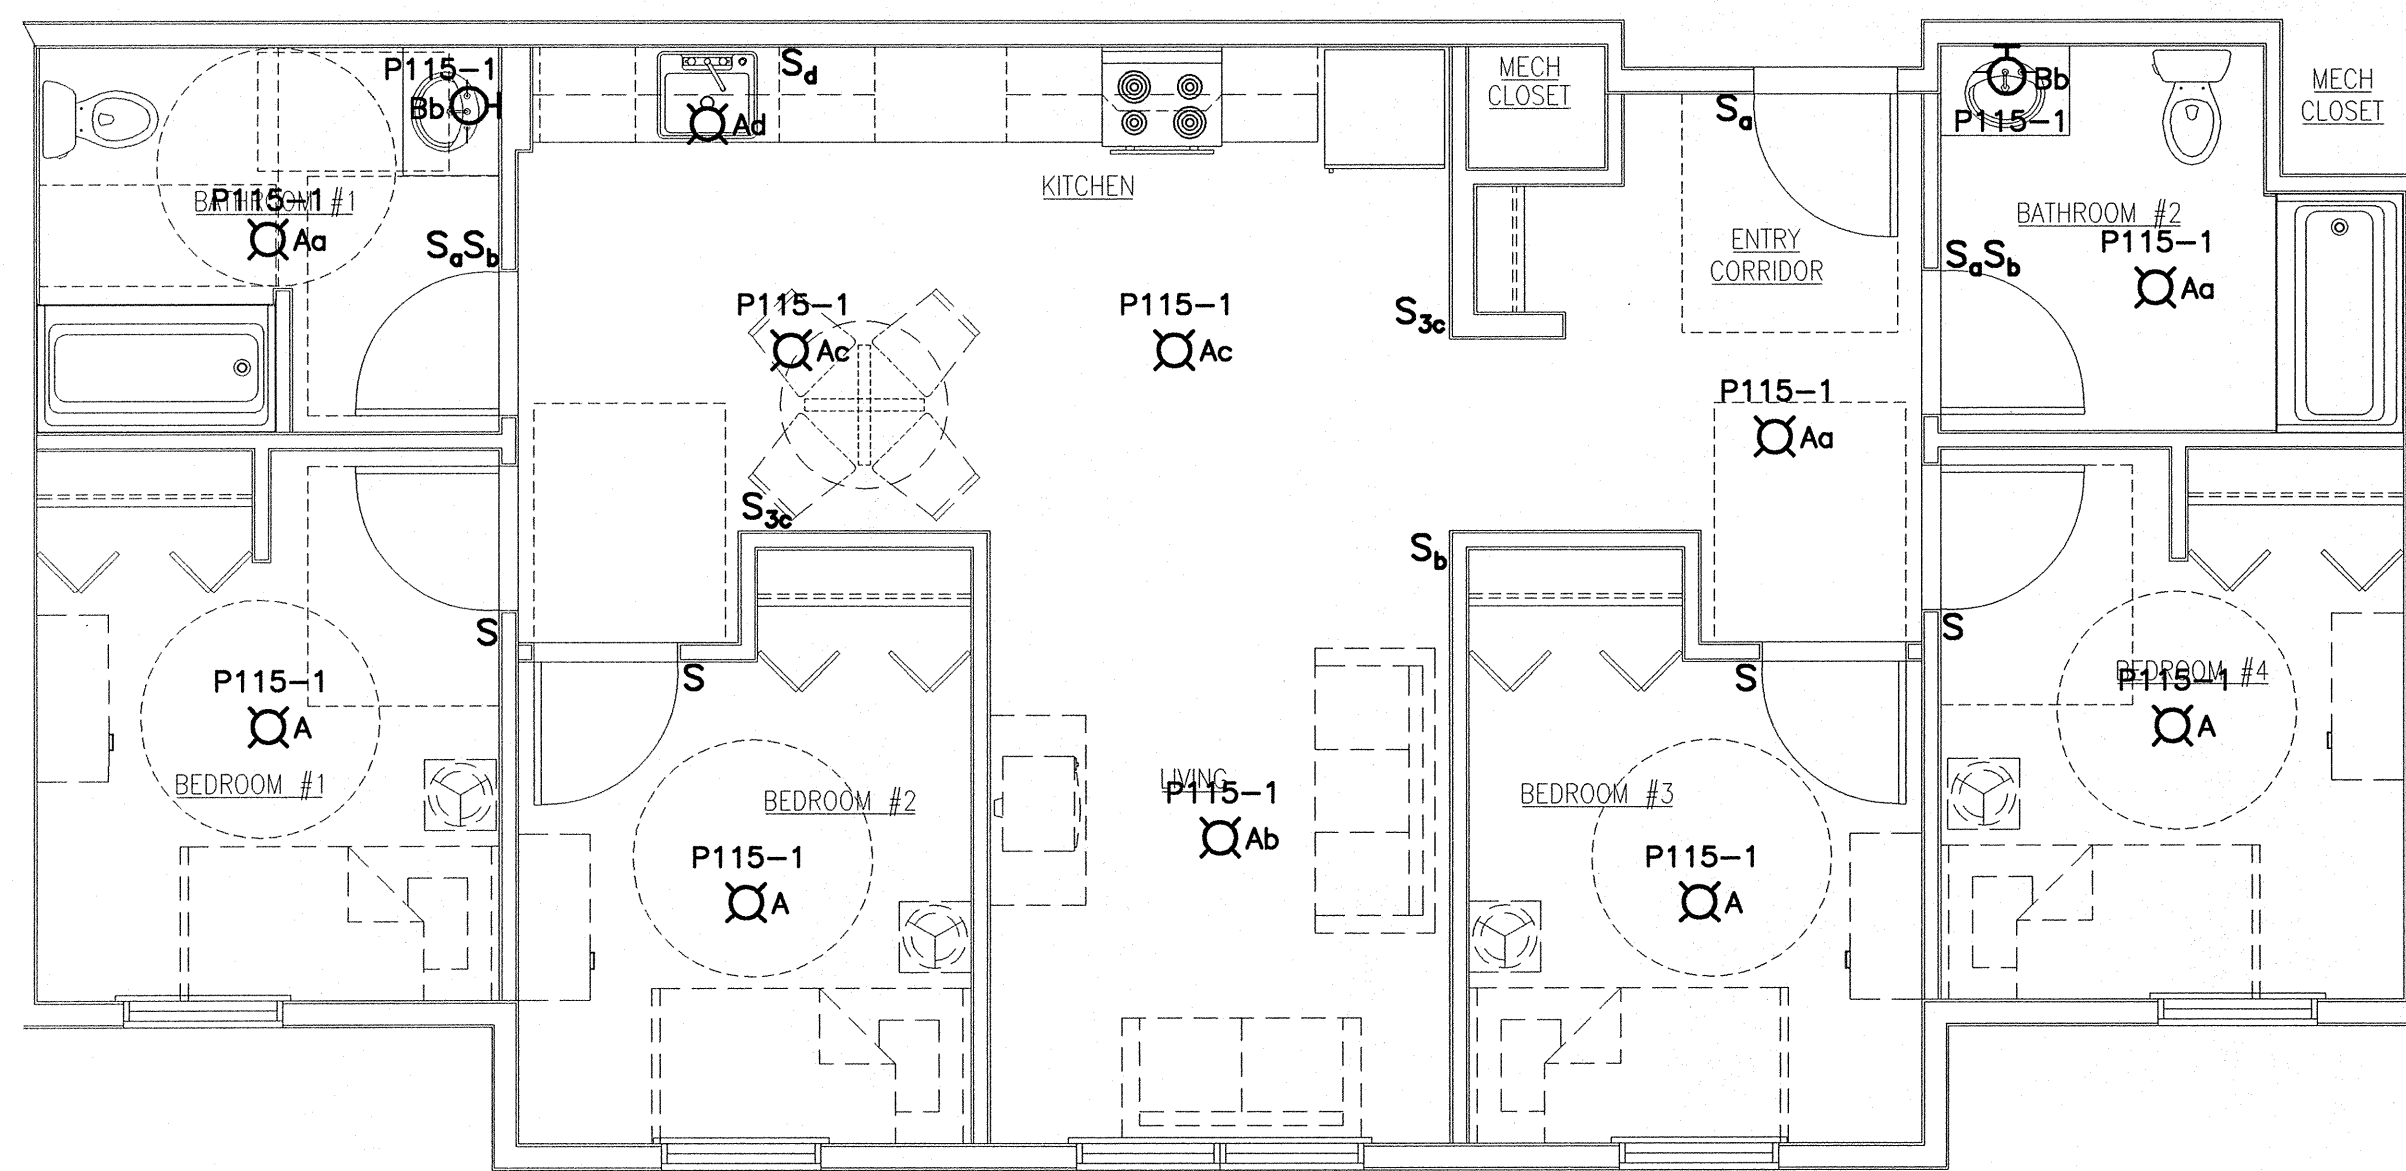 P115-1
Bb
Sd
Ad
MECH
CLOSET
Sa
Bb
P115-1
MECH
CLOSET
KITCHEN
BATHROOM #1
P115-1
Aa
SaSb
ENTRY
CORRIDOR
BATHROOM #2
P115-1
SaSb
Aa
P115-1
Ac
P115-1
Ac
S3c
P115-1
Aa
S3c
Sb
S
P115-1
A
BEDROOM #1
S
BEDROOM #2
P115-1
A
LIVING
P115-1
Ab
S
BEDROOM #3
P115-1
A
S
BEDROOM #4
P115-1
A